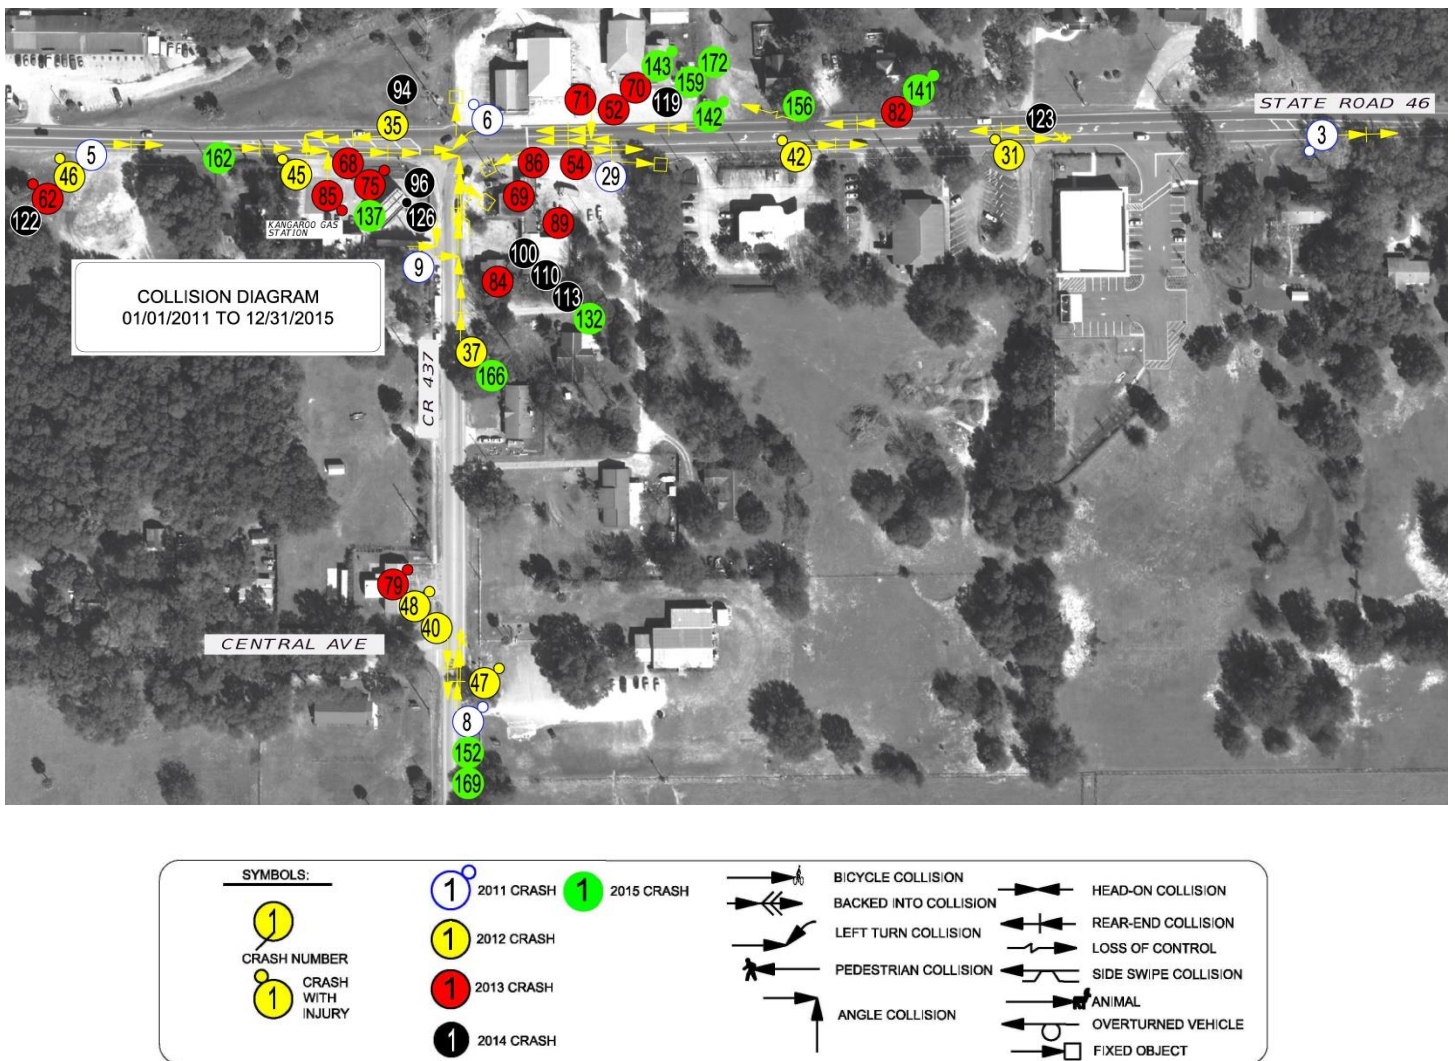 94
143
172
71
70
159
52
119
142
156
141
82
6
35
123
STATE ROAD 46
3
5
162
45
68
75
96
86
54
29
42
31
46
62
85
137
126
69
122
KANGAROO GAS
STATION
89
9
100
84
110
113
132
COLLISION DIAGRAM
01/01/2011 TO 12/31/2015
37
166
CR 437
79
48
40
CENTRAL AVE
47
8
152
169
SYMBOLS:
1
CRASH NUMBER
1
CRASH
WITH
INJURY
1 2011 CRASH
1 2015 CRASH
1 2012 CRASH
1 2013 CRASH
1 2014 CRASH
BICYCLE COLLISION
BACKED INTO COLLISION
LEFT TURN COLLISION
PEDESTRIAN COLLISION
ANGLE COLLISION
HEAD-ON COLLISION
REAR-END COLLISION
LOSS OF CONTROL
SIDE SWIPE COLLISION
ANIMAL
OVERTURNED VEHICLE
FIXED OBJECT